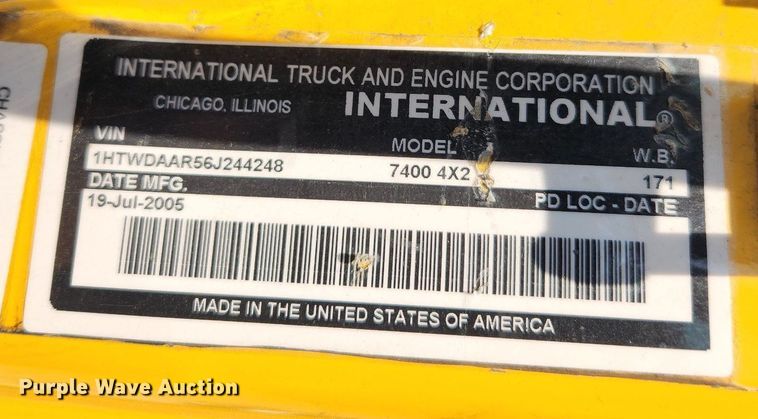 INTERNATIONAL TRUCK AND ENGINE CORPORATION
CHICAGO, ILLINOIS INTERNATIONAL®
VIN MODEL W.B.
1HTWDAAR56J244248 7400 4X2 171
DATE MFG. PD LOC - DATE
19-Jul-2005
MADE IN THE UNITED STATES OF AMERICA
Purple Wave Auction